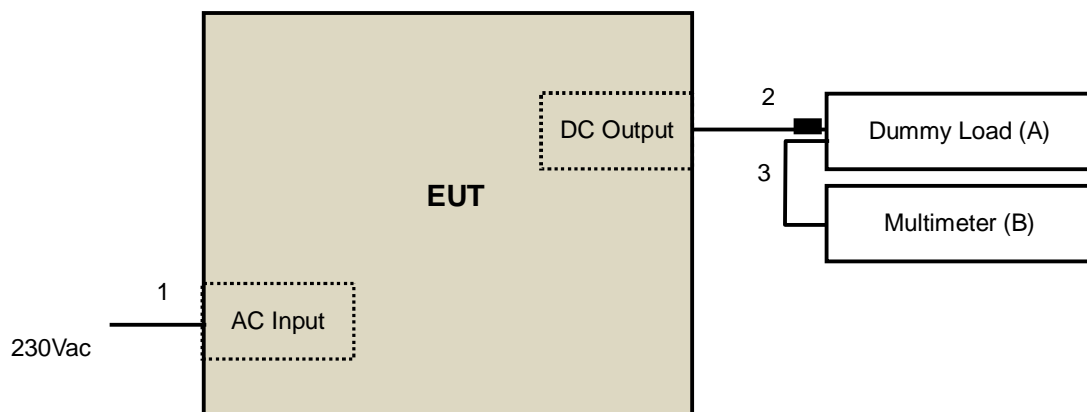 2
DC Output
Dummy Load (A)
3
EUT
Multimeter (B)
1
AC Input
230Vac